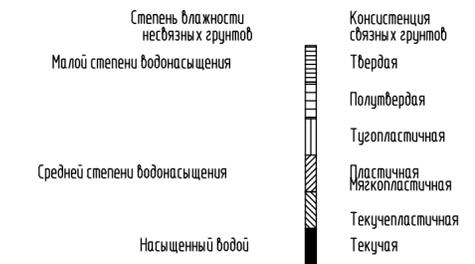 Степень влажности
несвязных грунтов
Консистенция
связных грунтов
Малой степени водонасыщения
Твердая
Полутвердая
Тугопластичная
Средней степени водонасыщения
Пластичная
Мягкопластичная
Текучепластичная
Насыщенный водой
Текучая